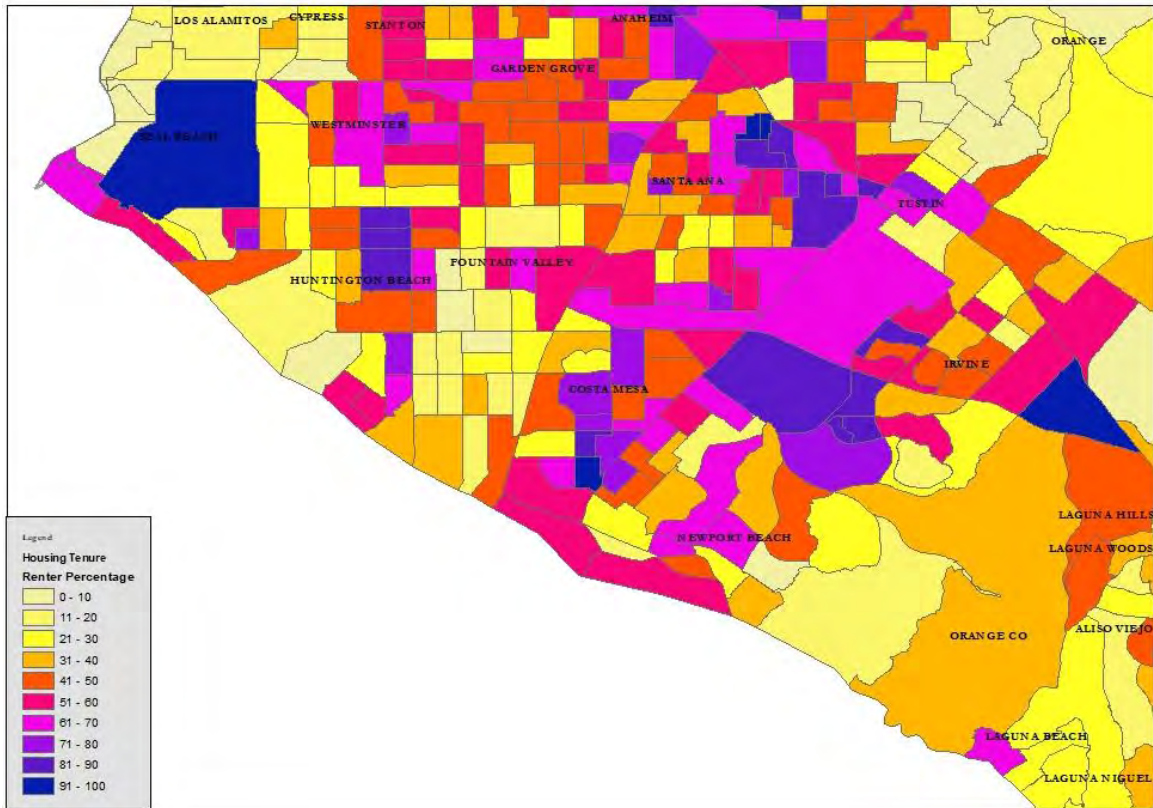 LOS ALAMITOS
CYPRESS
STANTON
ANAHEIM
ORANGE
GARDEN GROVE
WESTMINSTER
SEAL BEACH
SANTA ANA
TUSTIN
FOUNTAIN VALLEY
HUNTINGTON BEACH
IRVINE
COSTA MESA
LAGUNA HILLS
NEWPORT BEACH
LAGUNA WOODS
ALISO VIEJO
ORANGE CO
LAGUNA BEACH
LAGUNA NIGUEL
Legend
Housing Tenure
Renter Percentage
0 - 10
11 - 20
21 - 30
31 - 40
41 - 50
51 - 60
61 - 70
71 - 80
81 - 90
91 - 100